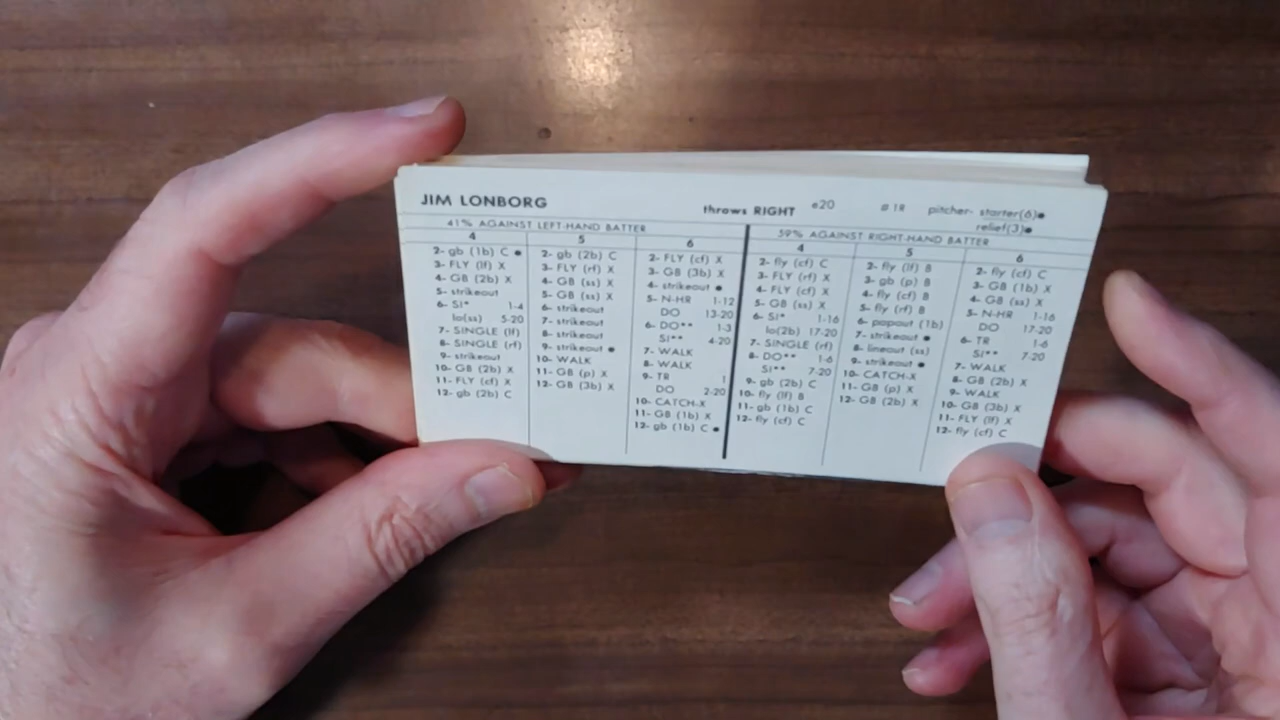 JIM LONBORG throws RIGHT e20 # 1R pitcher- starter(6)●
relief(3)●
41% AGAINST LEFT-HAND BATTER
4
2- gb (1b) C ●
3- FLY (lf) X
4- GB (2b) X
5- strikeout
6- SI* 1-4
lo(ss) 5-20
7- SINGLE (lf)
8- SINGLE (rf)
9- strikeout
10- GB (2b) X
11- FLY (cf) X
12- gb (2b) C
5
2- gb (2b) C
3- FLY (rf) X
4- GB (ss) X
5- GB (ss) X
6- strikeout
7- strikeout
8- strikeout
9- strikeout ●
10- WALK
11- GB (p) X
12- GB (3b) X
6
2- FLY (cf) X
3- GB (3b) X
4- strikeout ●
5- N-HR 1-12
DO 13-20
6- DO** 1-3
SI** 4-20
7- WALK
8- WALK
9- TR 1
DO 2-20
10- CATCH-X
11- GB (1b) X
12- gb (1b) C ●
59% AGAINST RIGHT-HAND BATTER
4
2- fly (cf) C
3- FLY (rf) X
4- FLY (cf) X
5- GB (ss) X
6- SI* 1-16
lo(2b) 17-20
7- SINGLE (rf)
8- DO** 1-6
SI** 7-20
9- gb (2b) C
10- fly (lf) B
11- gb (1b) C
12- fly (cf) C
5
2- fly (lf) B
3- gb (p) B
4- fly (cf) B
5- fly (rf) B
6- popout (1b)
7- strikeout ●
8- lineout (ss)
9- strikeout ●
10- CATCH-X
11- GB (p) X
12- GB (2b) X
6
2- fly (cf) C
3- GB (1b) X
4- GB (ss) X
5- N-HR 1-16
DO 17-20
6- TR 1-6
SI** 7-20
7- WALK
8- GB (2b) X
9- WALK
10- GB (3b) X
11- FLY (lf) X
12- fly (cf) C